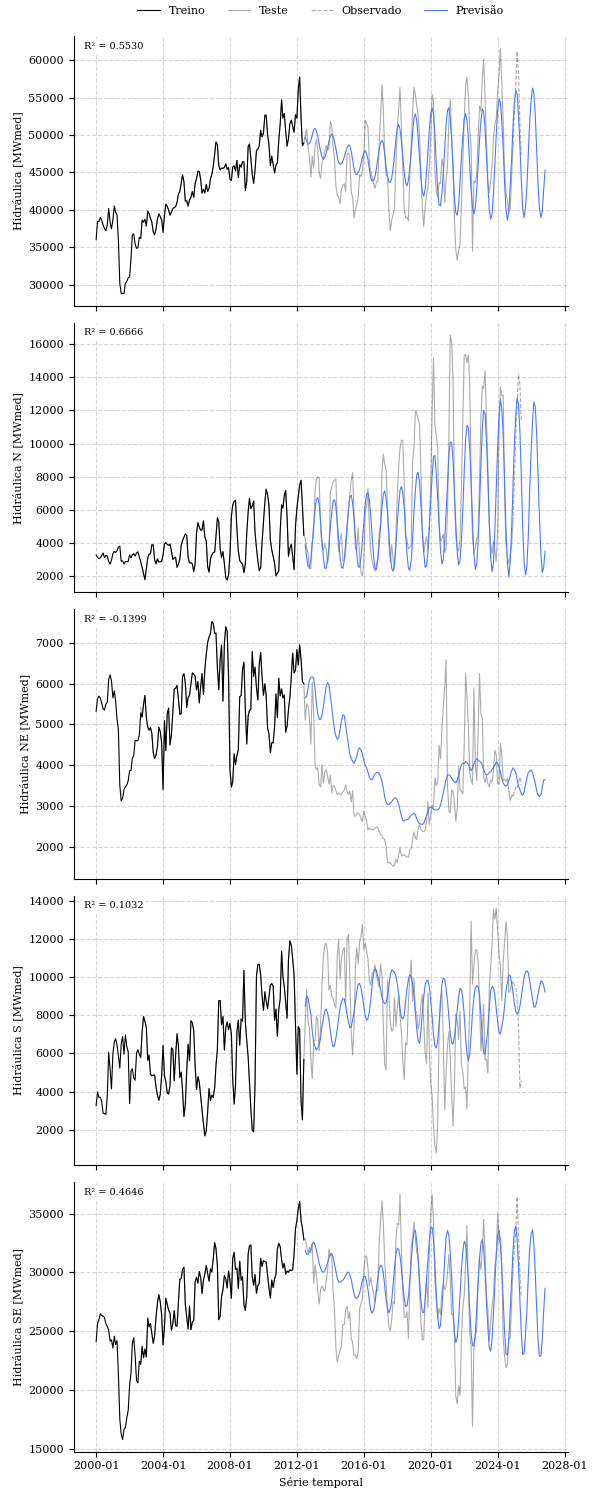 Treino Teste Observado Previsão
R² = 0.5530
Hidráulica [MWmed]
60000
55000
50000
45000
40000
35000
30000
R² = 0.6666
Hidráulica N [MWmed]
16000
14000
12000
10000
8000
6000
4000
2000
R² = -0.1399
Hidráulica NE [MWmed]
7000
6000
5000
4000
3000
2000
R² = 0.1032
Hidráulica S [MWmed]
14000
12000
10000
8000
6000
4000
2000
R² = 0.4646
Hidráulica SE [MWmed]
35000
30000
25000
20000
15000
2000-01 2004-01 2008-01 2012-01 2016-01 2020-01 2024-01 2028-01
Série temporal